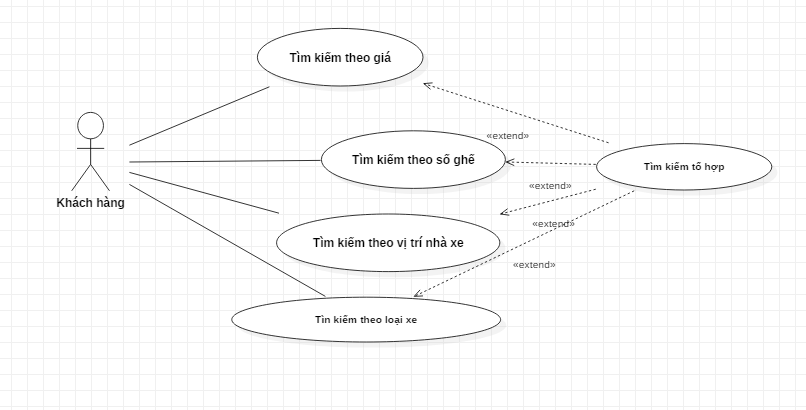 Tìm kiếm theo giá
«extend»
Tìm kiếm theo số ghế
Tìm kiếm tổ hợp
«extend»
Khách hàng
«extend»
Tìm kiếm theo vị trí nhà xe
«extend»
Tìn kiếm theo loại xe